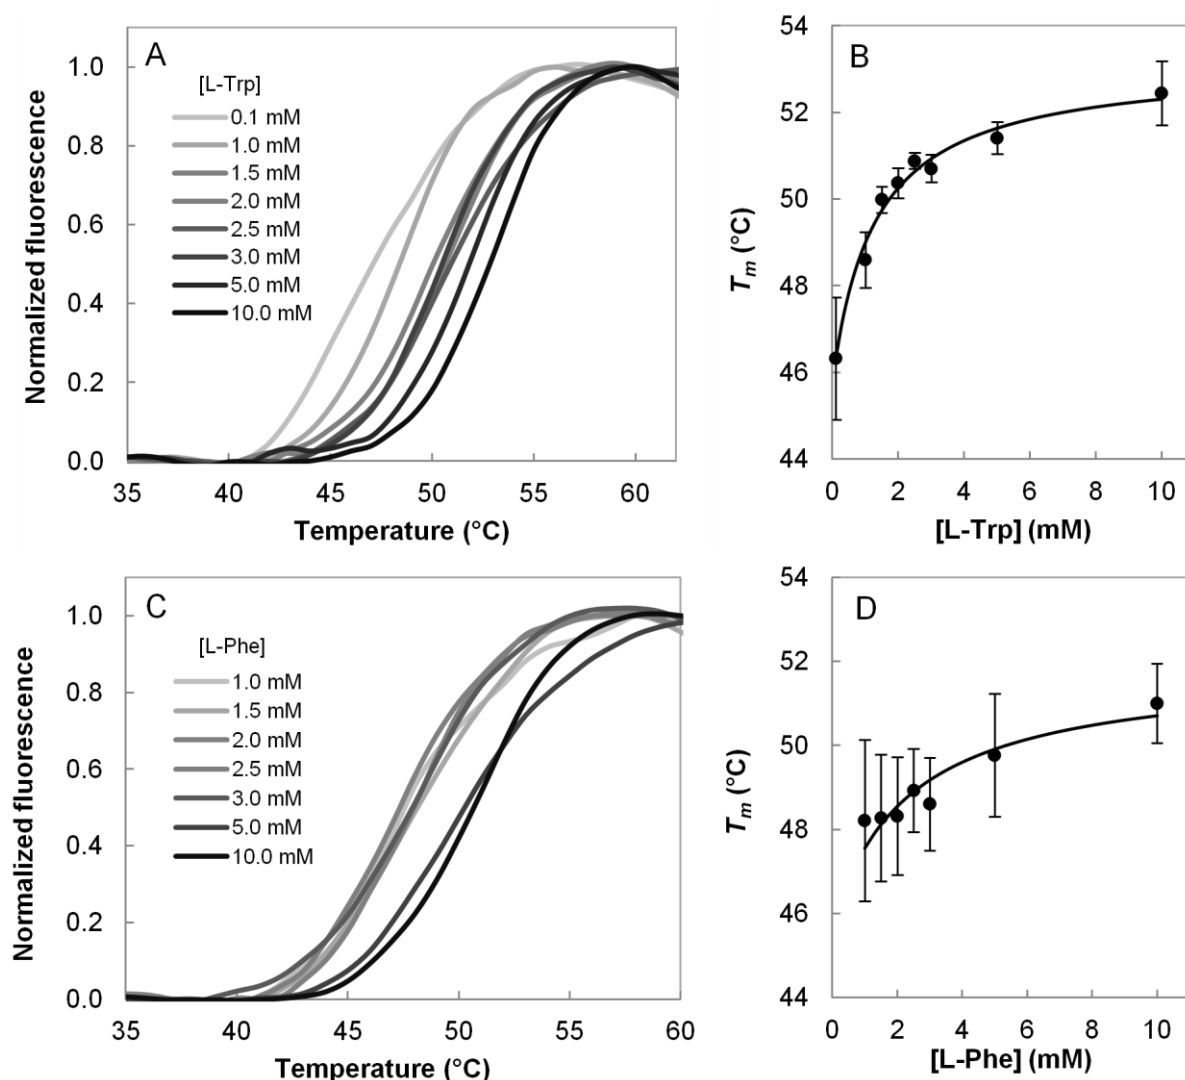 A
[L-Trp]
0.1 mM
1.0 mM
1.5 mM
2.0 mM
2.5 mM
3.0 mM
5.0 mM
10.0 mM
Normalized fluorescence
1.0
0.8
0.6
0.4
0.2
0.0
35 40 45 50 55 60
Temperature (°C)
B
Tm (°C)
54
52
50
48
46
44
0 2 4 6 8 10
[L-Trp] (mM)
C
[L-Phe]
1.0 mM
1.5 mM
2.0 mM
2.5 mM
3.0 mM
5.0 mM
10.0 mM
Normalized fluorescence
1.0
0.8
0.6
0.4
0.2
0.0
35 40 45 50 55 60
Temperature (°C)
D
Tm (°C)
54
52
50
48
46
44
0 2 4 6 8 10
[L-Phe] (mM)